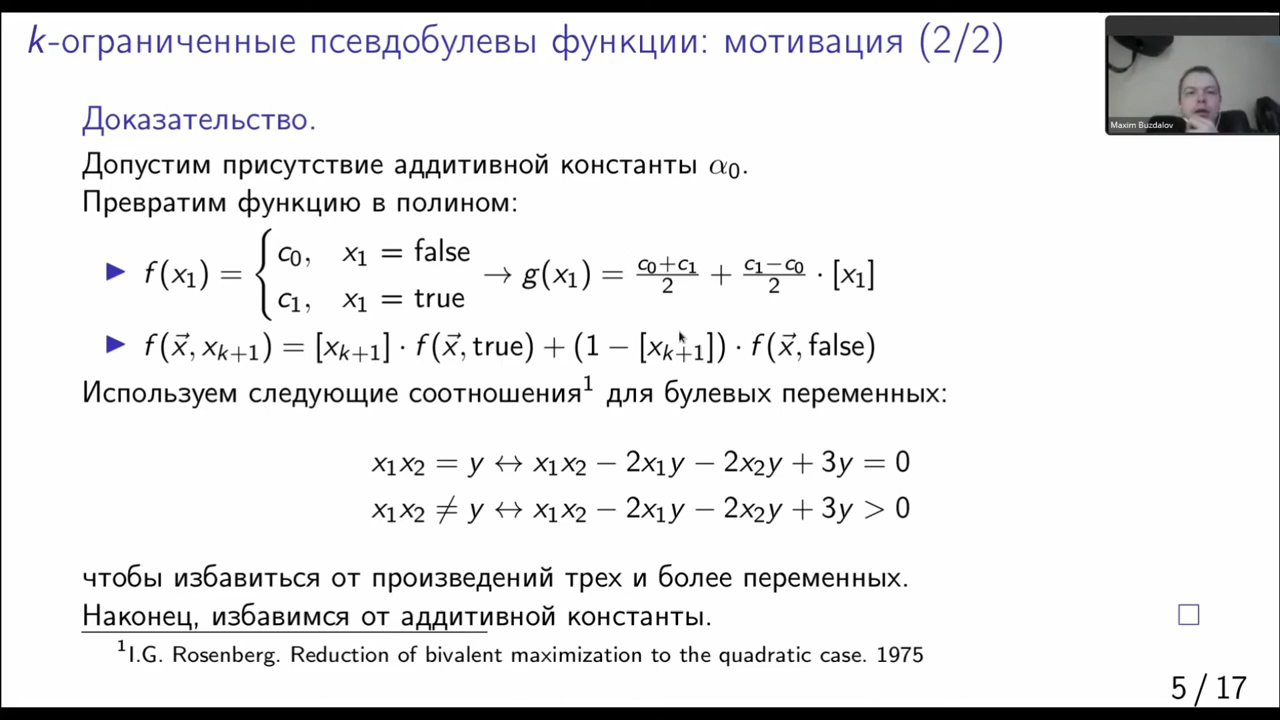 k-ограниченные псевдобулевы функции: мотивация (2/2)
Maxim Buzdalov
Доказательство.
Допустим присутствие аддитивной константы α₀.
Превратим функцию в полином:
▶ f(x₁) = { c₀, x₁ = false; c₁, x₁ = true → g(x₁) = (c₀+c₁)/2 + (c₁−c₀)/2 · [x₁]
▶ f(x⃗, xₖ₊₁) = [xₖ₊₁] · f(x⃗, true) + (1 − [xₖ₊₁]) · f(x⃗, false)
Используем следующие соотношения¹ для булевых переменных:
x₁x₂ = y ↔ x₁x₂ − 2x₁y − 2x₂y + 3y = 0
x₁x₂ ≠ y ↔ x₁x₂ − 2x₁y − 2x₂y + 3y > 0
чтобы избавиться от произведений трех и более переменных.
Наконец, избавимся от аддитивной константы. □
¹I.G. Rosenberg. Reduction of bivalent maximization to the quadratic case. 1975
5 / 17